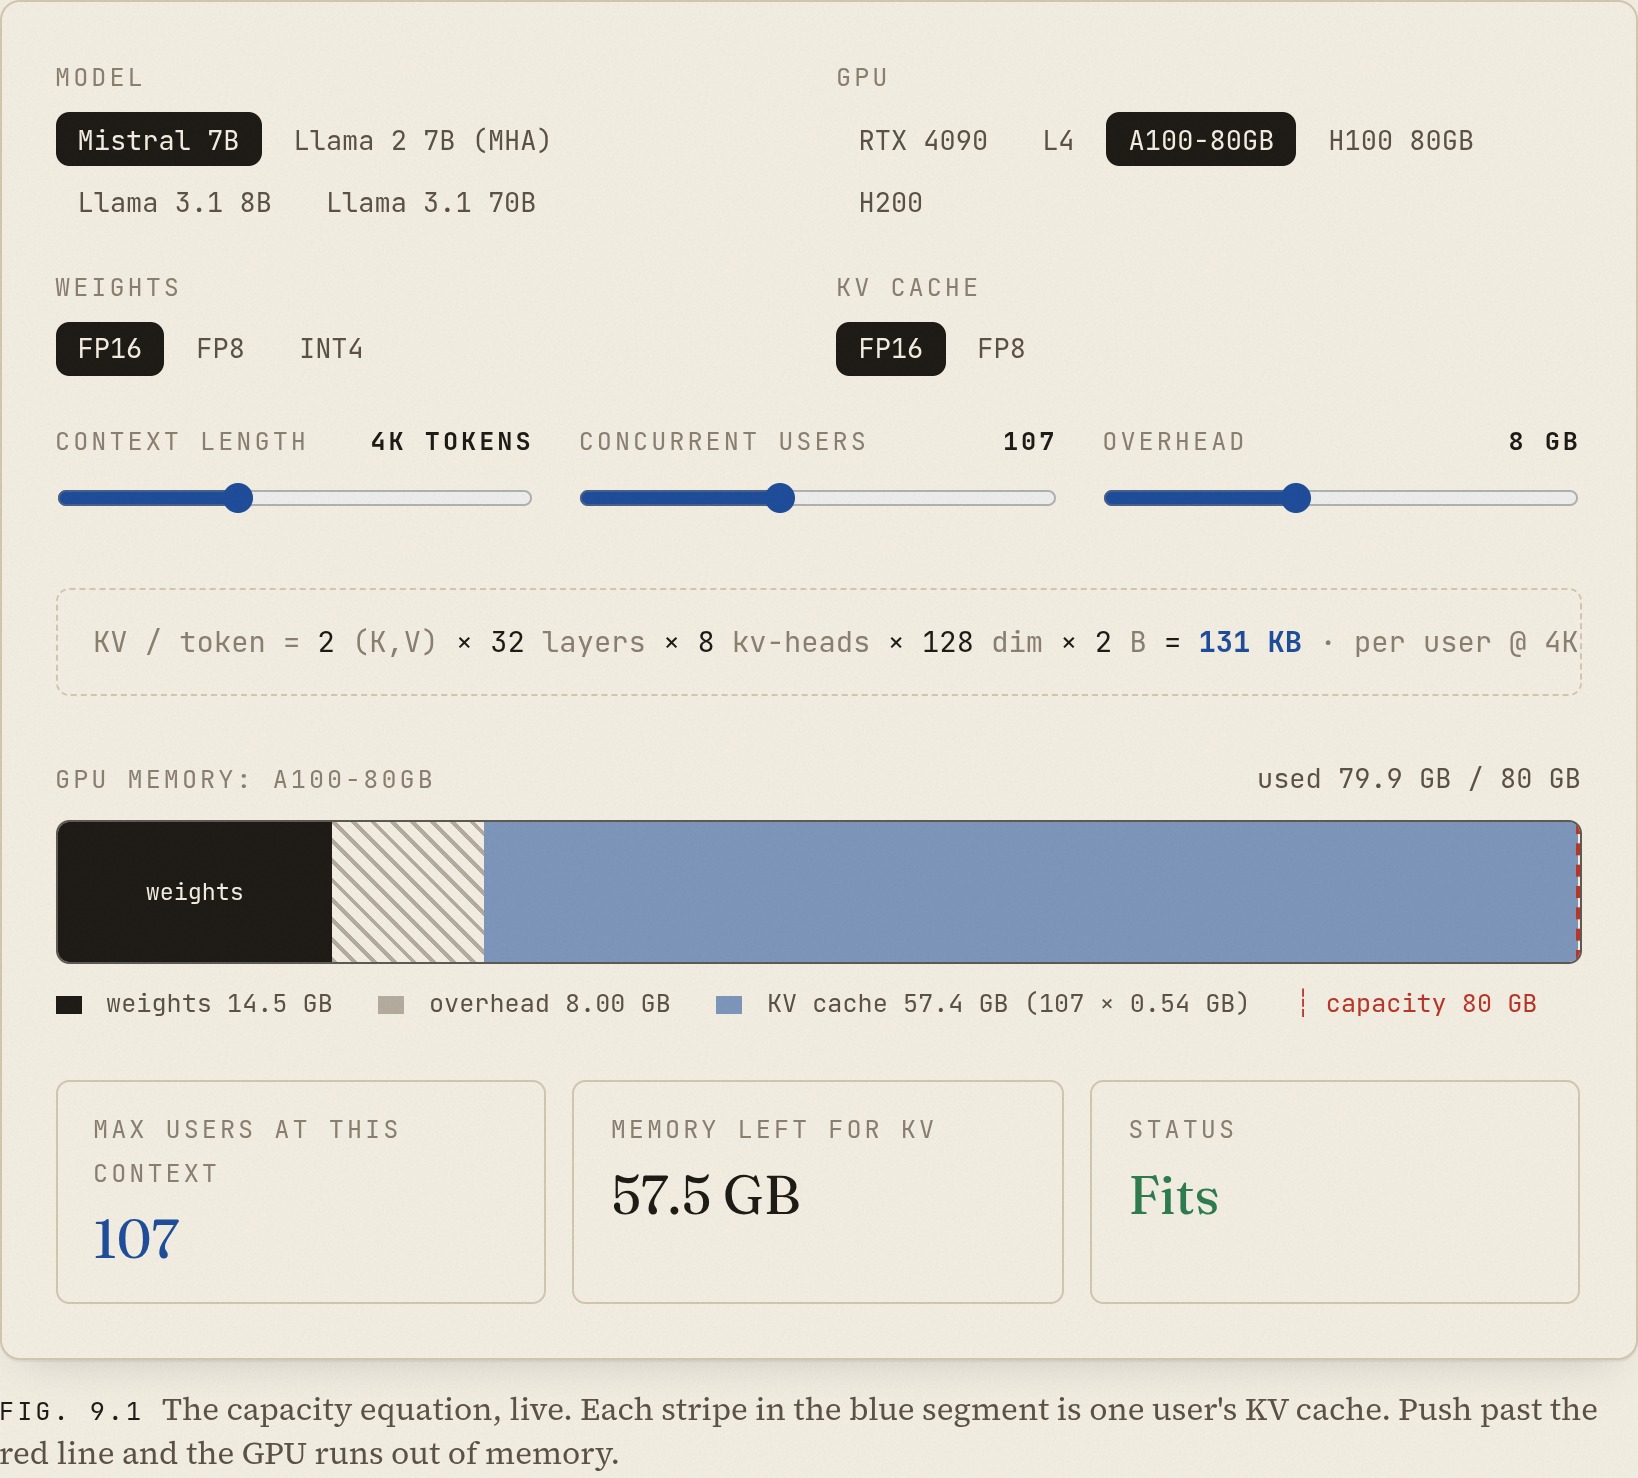 MODEL
GPU
Mistral 7B Llama 2 7B (MHA)
RTX 4090 L4 A100-80GB H100 80GB
Llama 3.1 8B Llama 3.1 70B
H200
WEIGHTS
KV CACHE
FP16 FP8 INT4
FP16 FP8
CONTEXT LENGTH 4K TOKENS
CONCURRENT USERS 107
OVERHEAD 8 GB
KV / token = 2 (K,V) × 32 layers × 8 kv-heads × 128 dim × 2 B = 131 KB · per user @ 4K
GPU MEMORY: A100-80GB
used 79.9 GB / 80 GB
weights
weights 14.5 GB overhead 8.00 GB KV cache 57.4 GB (107 × 0.54 GB) capacity 80 GB
MAX USERS AT THIS
CONTEXT
107
MEMORY LEFT FOR KV
57.5 GB
STATUS
Fits
FIG. 9.1 The capacity equation, live. Each stripe in the blue segment is one user's KV cache. Push past the
red line and the GPU runs out of memory.